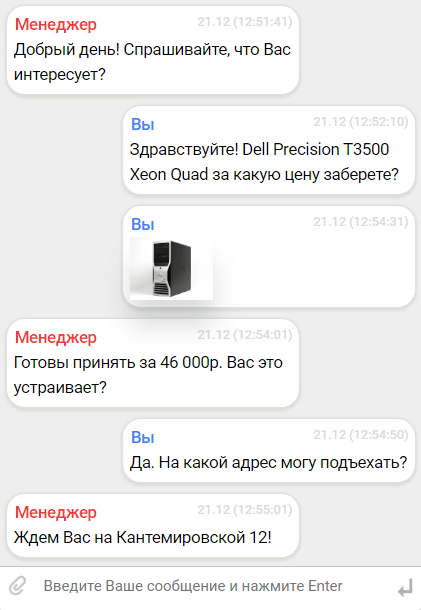 Менеджер 21.12 (12:51:41)
Добрый день! Спрашивайте, что Вас
интересует?
Вы 21.12 (12:52:10)
Здравствуйте! Dell Precision T3500
Xeon Quad за какую цену заберете?
Вы 21.12 (12:54:31)
Менеджер 21.12 (12:54:01)
Готовы принять за 46 000р. Вас это
устраивает?
Вы 21.12 (12:54:50)
Да. На какой адрес могу подъехать?
Менеджер 21.12 (12:55:01)
Ждем Вас на Кантемировской 12!
Введите Ваше сообщение и нажмите Enter